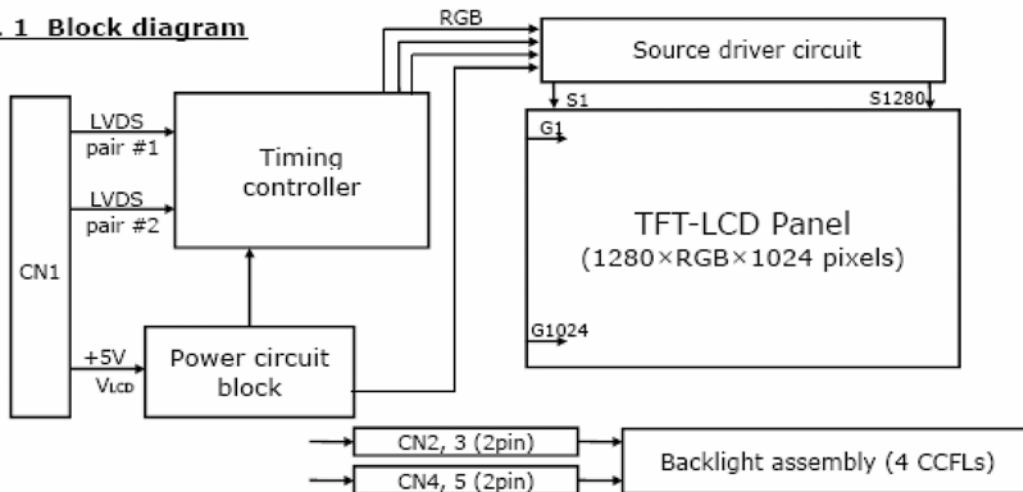 . 1 Block diagram
RGB
Source driver circuit
S1
S1280
G1
LVDS
pair #1
Timing
controller
LVDS
pair #2
TFT-LCD Panel
(1280×RGB×1024 pixels)
CN1
G1024
+5V
VLCD
Power circuit
block
CN2, 3 (2pin)
CN4, 5 (2pin)
Backlight assembly (4 CCFLs)